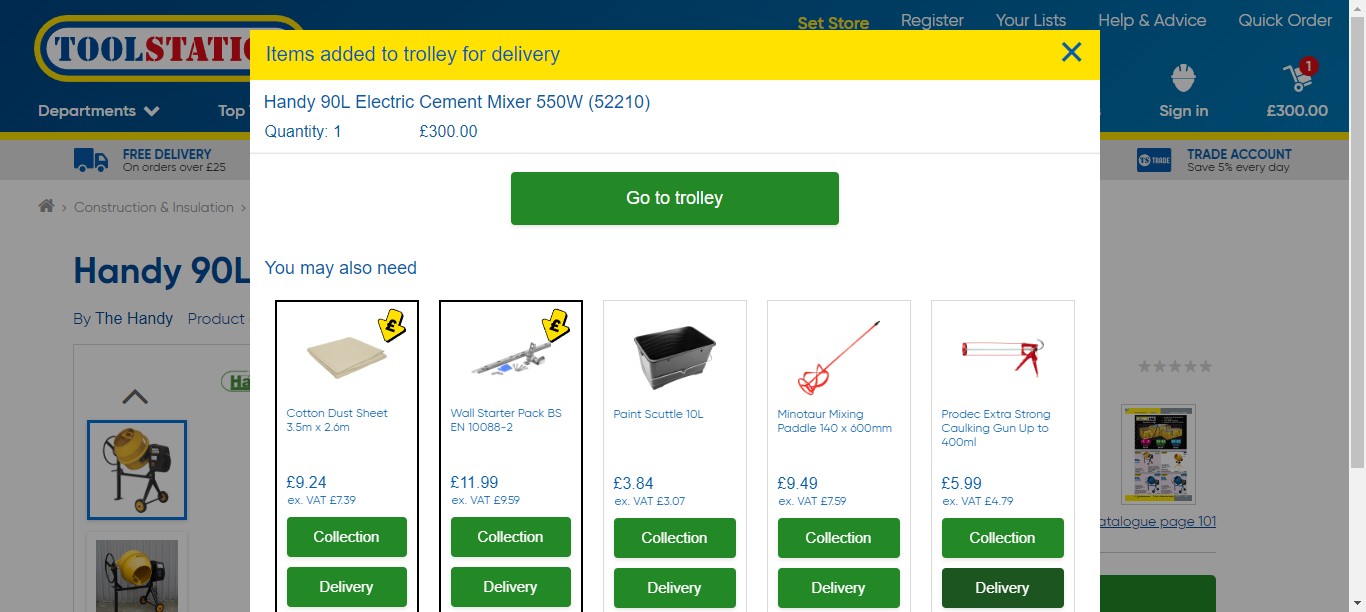 Set Store
Register
Your Lists
Help & Advice
Quick Order
TOOLSTATI
Items added to trolley for delivery
1
Departments
Top
Sign in
£300.00
Handy 90L Electric Cement Mixer 550W (52210)
Quantity: 1
£300.00
FREE DELIVERY
On orders over £25
TRADE
TRADE ACCOUNT
Save 5% every day
Construction & Insulation
Go to trolley
Handy 90L
By The Handy Product
You may also need
£
£
Cotton Dust Sheet
3.5m x 2.6m
£9.24
ex. VAT £7.39
Collection
Delivery
Wall Starter Pack BS
EN 10088-2
£11.99
ex. VAT £9.59
Collection
Delivery
Paint Scuttle 10L
£3.84
ex. VAT £3.07
Collection
Delivery
Minotaur Mixing
Paddle 140 x 600mm
£9.49
ex. VAT £7.59
Collection
Delivery
Prodec Extra Strong
Caulking Gun Up to
400ml
£5.99
ex. VAT £4.79
Collection
Delivery
Ha
atalogue page 101